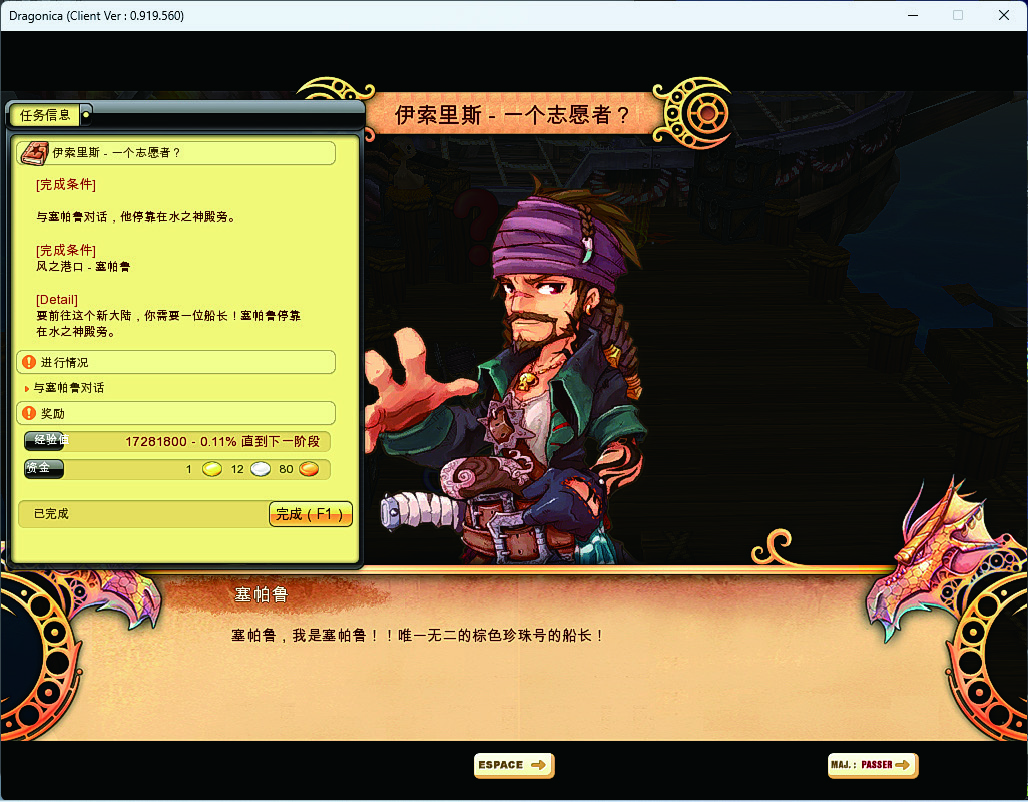 Dragonica (Client Ver : 0.919.560)
伊索里斯 - 一个志愿者？
任务信息
伊索里斯 - 一个志愿者？
[完成条件]
与塞帕鲁对话，他停靠在水之神殿旁。
[完成条件]
风之港口 - 塞帕鲁
[Detail]
要前往这个新大陆，你需要一位船长！塞帕鲁停靠
在水之神殿旁。
进行情况
与塞帕鲁对话
奖励
经验值 17281800 - 0.11% 直到下一阶段
资金 1 12 80
已完成 完成（F1）
塞帕鲁
塞帕鲁，我是塞帕鲁！！唯一无二的棕色珍珠号的船长！
ESPACE
MAJ.: PASSER